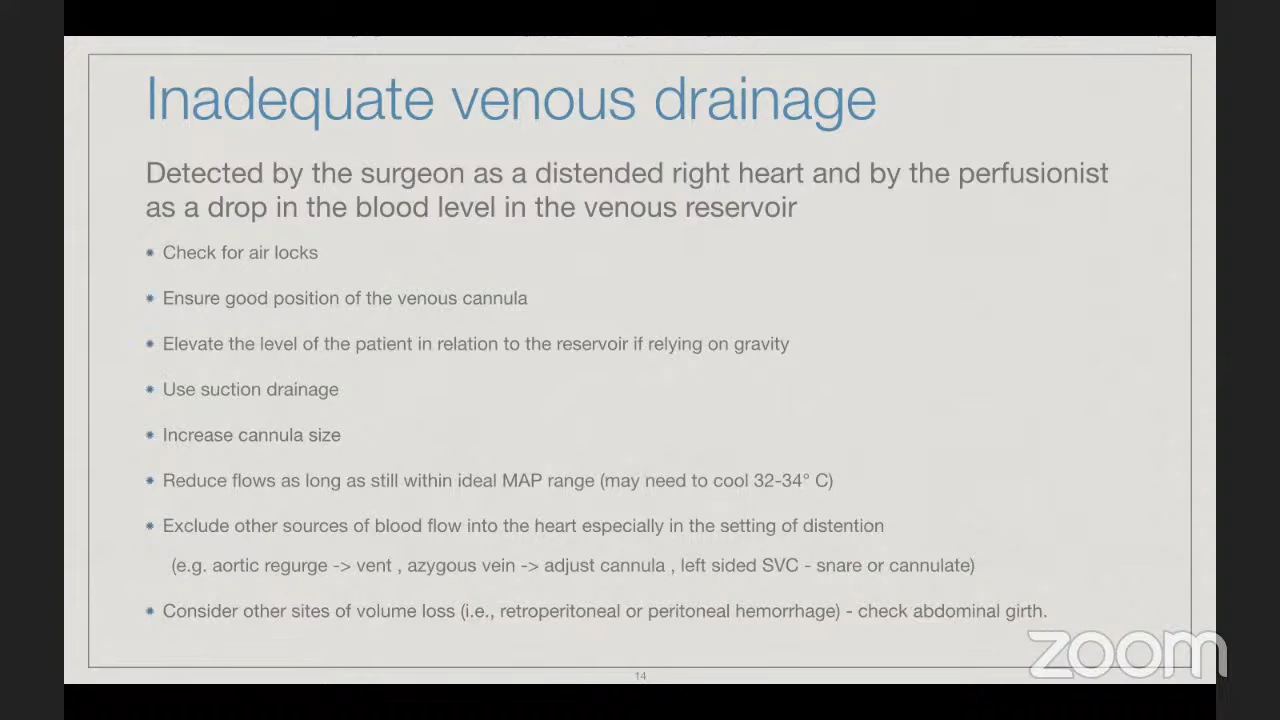 Inadequate venous drainage
Detected by the surgeon as a distended right heart and by the perfusionist
as a drop in the blood level in the venous reservoir
Check for air locks
Ensure good position of the venous cannula
Elevate the level of the patient in relation to the reservoir if relying on gravity
Use suction drainage
Increase cannula size
Reduce flows as long as still within ideal MAP range (may need to cool 32-34° C)
Exclude other sources of blood flow into the heart especially in the setting of distention
(e.g. aortic regurge -> vent , azygous vein -> adjust cannula , left sided SVC - snare or cannulate)
Consider other sites of volume loss (i.e., retroperitoneal or peritoneal hemorrhage) - check abdominal girth.
zoom
14